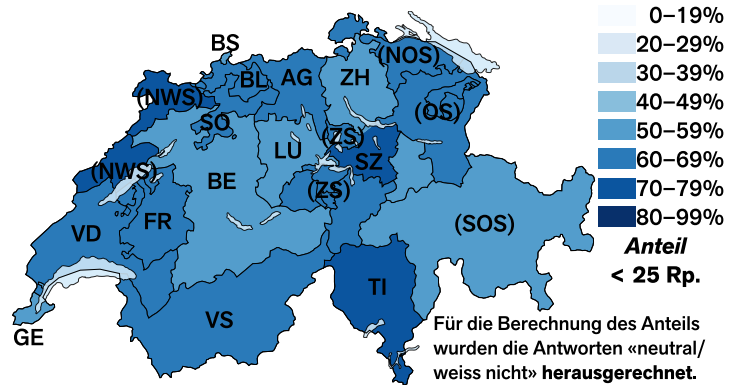 BS
(NOS)
BL
AG
ZH
(NWS)
SO
(OS)
(ZS)
LU
SZ
(NWS)
BE
(ZS)
VD
FR
(SOS)
TI
VS
GE
0–19%
20–29%
30–39%
40–49%
50–59%
60–69%
70–79%
80–99%
Anteil
< 25 Rp.
Für die Berechnung des Anteils
wurden die Antworten «neutral/
weiss nicht» herausgerechnet.